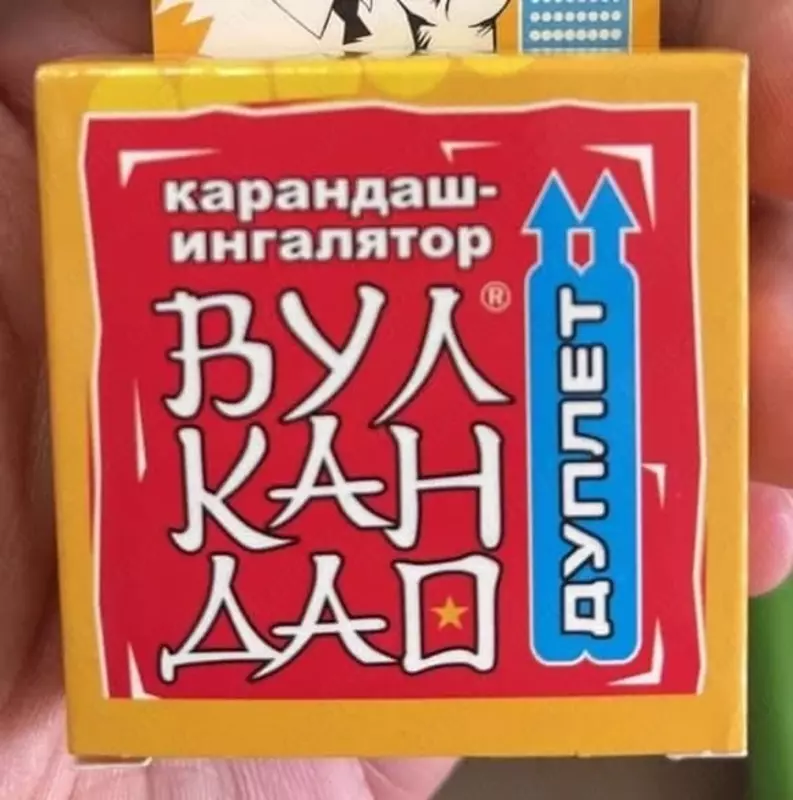 карандаш-
ингалятор
ВУЛ®
КАН
ДАО
ДУПЛЕТ